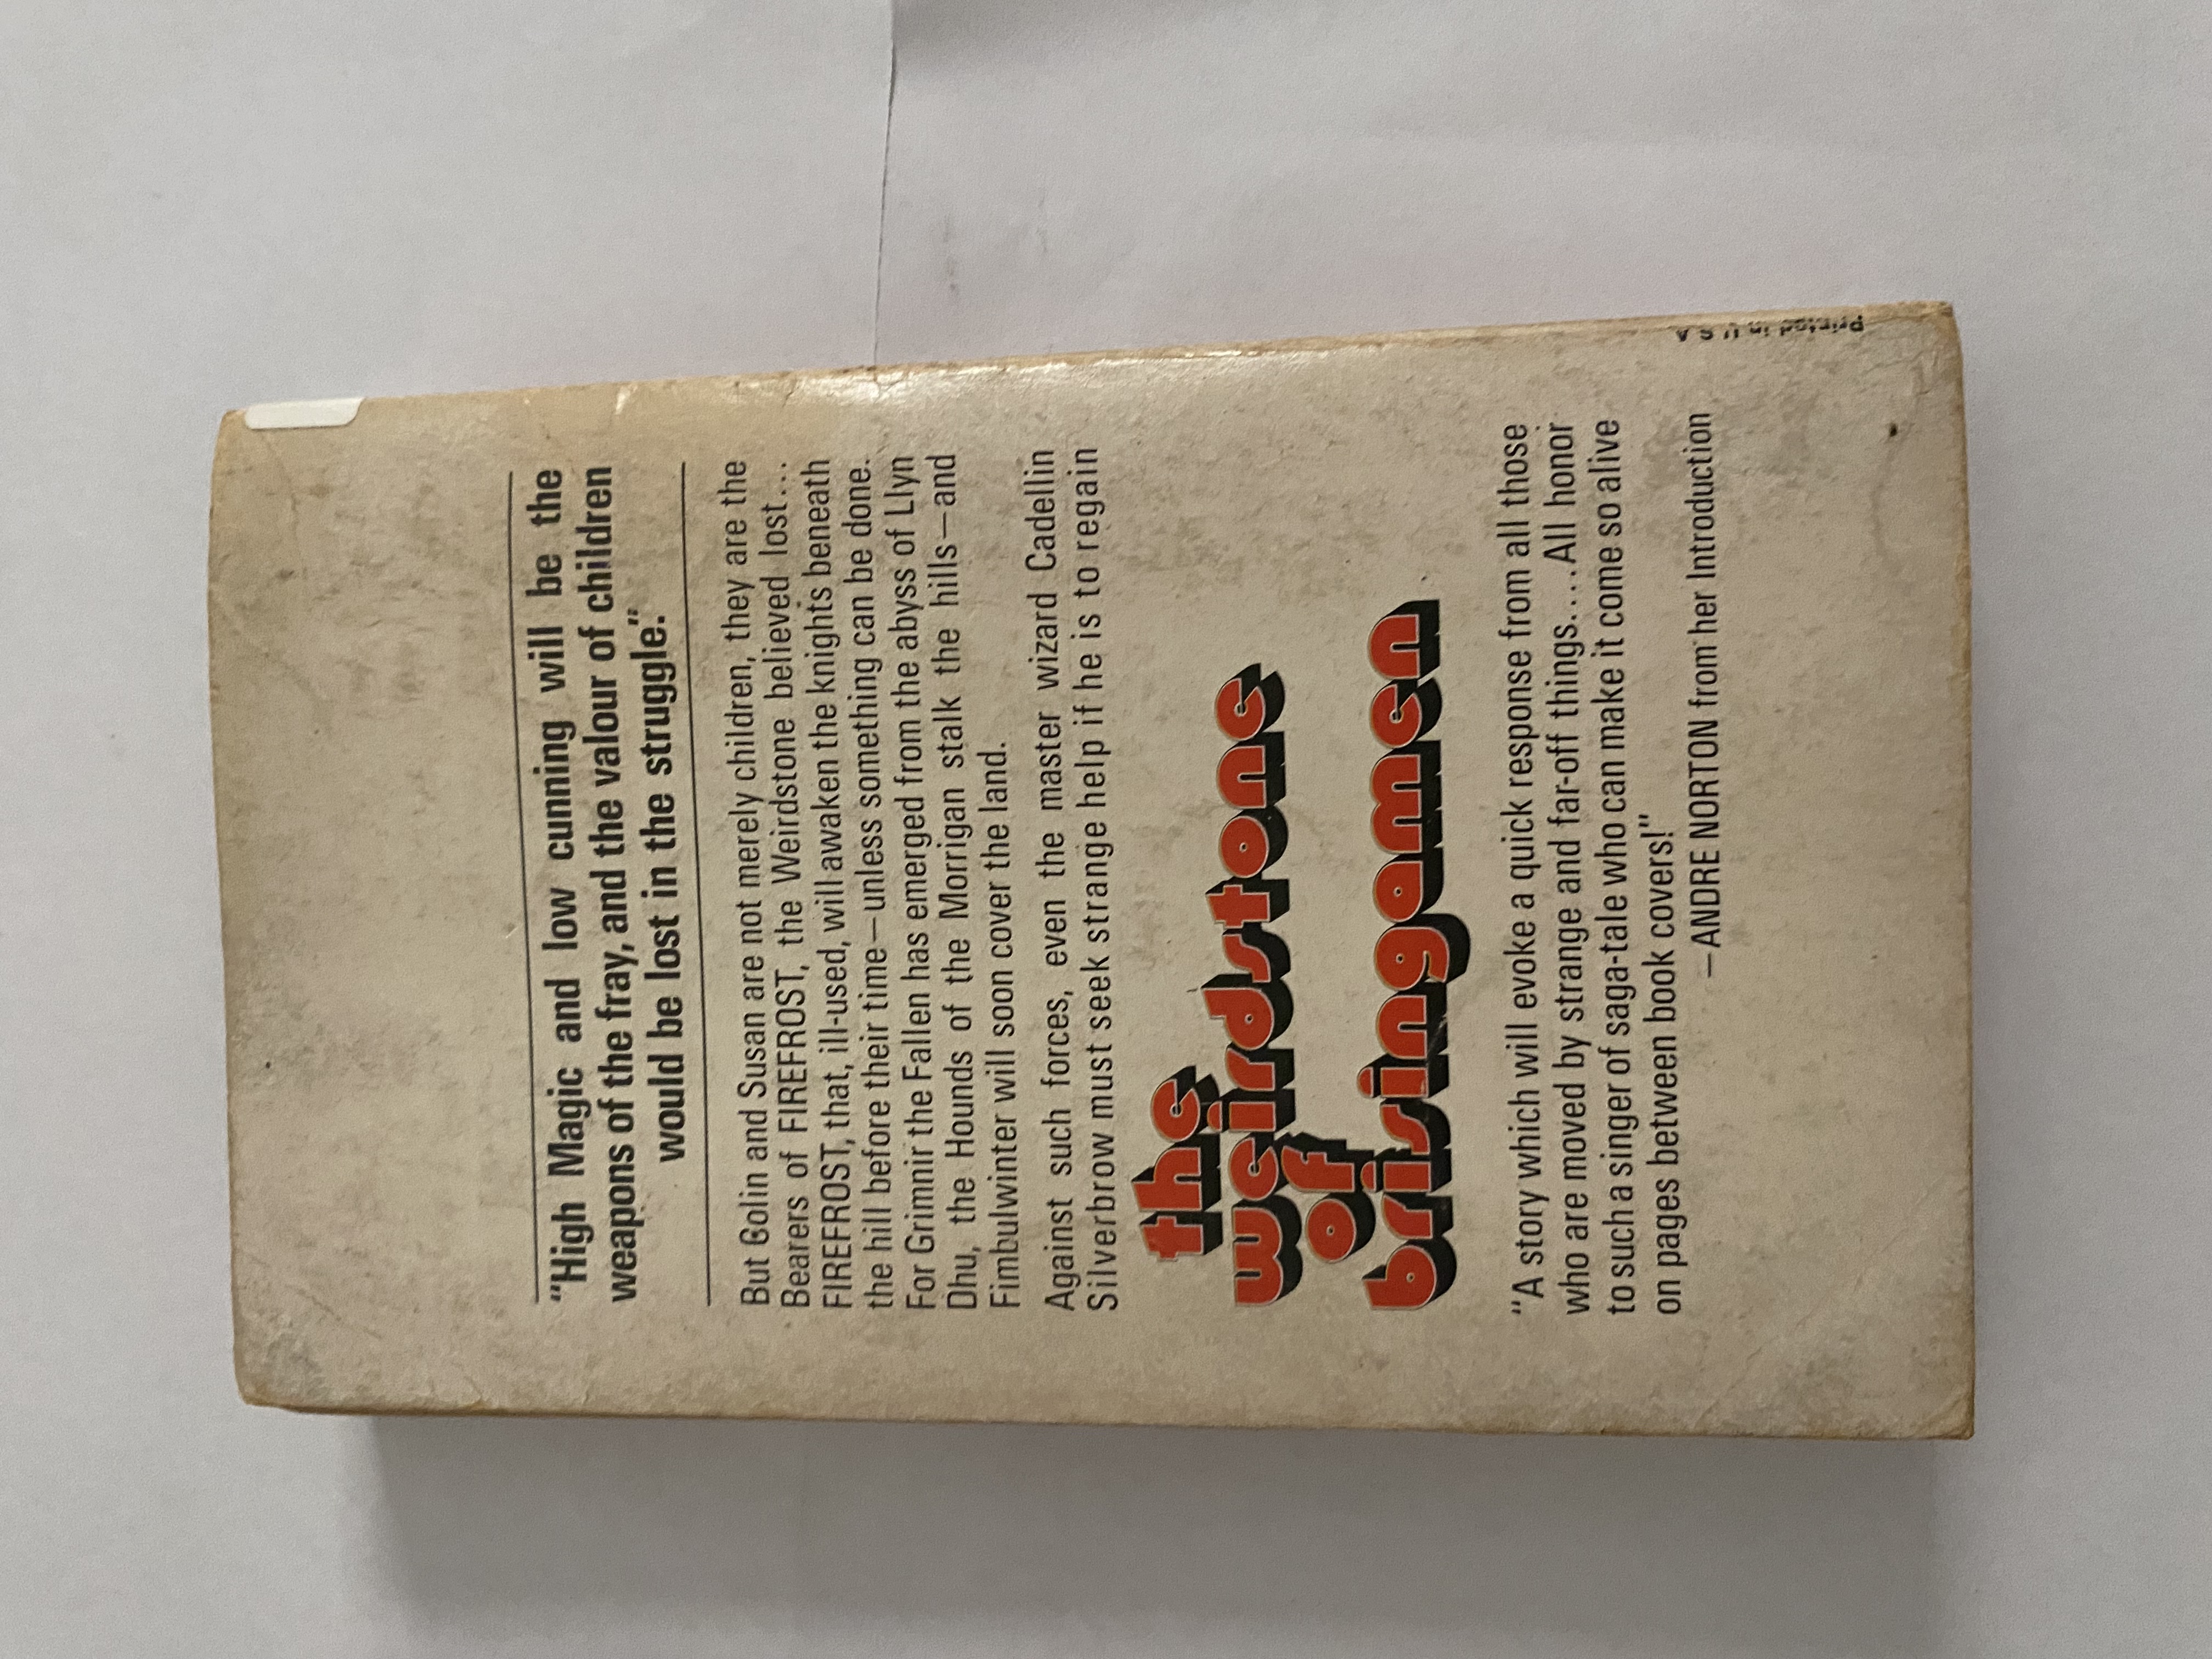 “High Magic and low cunning will be the
weapons of the fray, and the valour of children
would be lost in the struggle.”
But Colin and Susan are not merely children, they are the
Bearers of FIREFROST, the Weirdstone believed lost...
FIREFROST, that, ill-used, will awaken the knights beneath
the hill before their time—unless something can be done.
For Grimnir the Fallen has emerged from the abyss of Llyn
Dhu, the Hounds of the Morrigan stalk the hills—and
Fimbulwinter will soon cover the land.
Against such forces, even the master wizard Cadellin
Silverbrow must seek strange help if he is to regain
the
weirdstone
of
brisingamen
“A story which will evoke a quick response from all those
who are moved by strange and far-off things....All honor
to such a singer of saga-tale who can make it come so alive
on pages between book covers!”
—ANDRE NORTON from her Introduction
Printed in U.S.A.